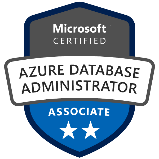 Microsoft
CERTIFIED
AZURE DATABASE
ADMINISTRATOR
ASSOCIATE